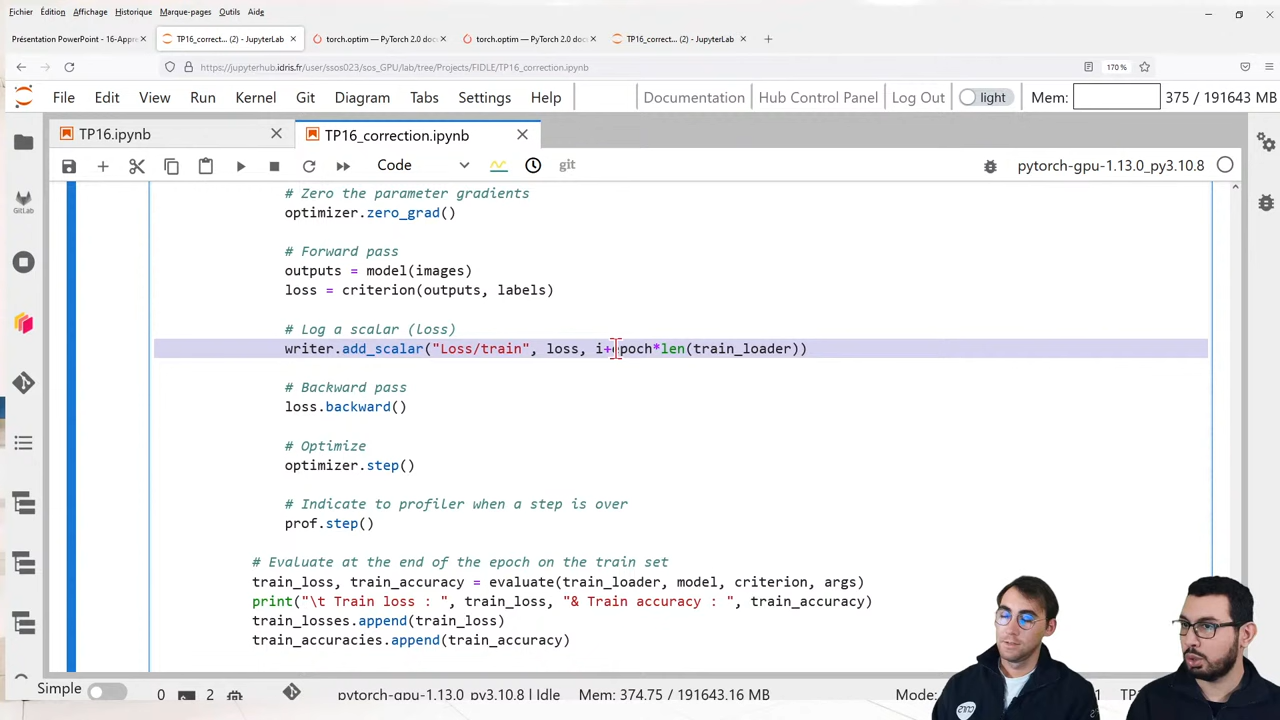 Fichier Édition Affichage Historique Marque-pages Outils Aide
Présentation PowerPoint - 16-Appre
TP16_correct... (2) - JupyterLab
torch.optim — PyTorch 2.0 doc
torch.optim — PyTorch 2.0 docs
TP16_correct... (2) - JupyterLab
https://jupyterhub.idris.fr/user/ssos023/sos_GPU/lab/tree/Projects/FIDLE/TP16_correction.ipynb
170 %
File Edit View Run Kernel Git Diagram Tabs Settings Help
Documentation Hub Control Panel Log Out light Mem: 375 / 191643 MB
TP16.ipynb
TP16_correction.ipynb
Code git pytorch-gpu-1.13.0_py3.10.8
GitLab
# Zero the parameter gradients
optimizer.zero_grad()
# Forward pass
outputs = model(images)
loss = criterion(outputs, labels)
# Log a scalar (loss)
writer.add_scalar("Loss/train", loss, i+epoch*len(train_loader))
# Backward pass
loss.backward()
# Optimize
optimizer.step()
# Indicate to profiler when a step is over
prof.step()
# Evaluate at the end of the epoch on the train set
train_loss, train_accuracy = evaluate(train_loader, model, criterion, args)
print("\t Train loss : ", train_loss, "& Train accuracy : ", train_accuracy)
train_losses.append(train_loss)
train_accuracies.append(train_accuracy)
Simple 0 2 pytorch-gpu-1.13.0_py3.10.8 | Idle Mem: 374.75 / 191643.16 MB Mode: